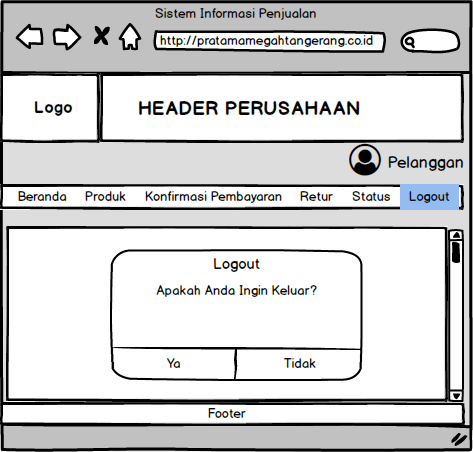 Sistem Informasi Penjualan
http://pratamamegahtangerang.co.id
Logo
HEADER PERUSAHAAN
Pelanggan
Beranda Produk Konfirmasi Pembayaran Retur Status Logout
Logout
Apakah Anda Ingin Keluar?
Ya Tidak
Footer